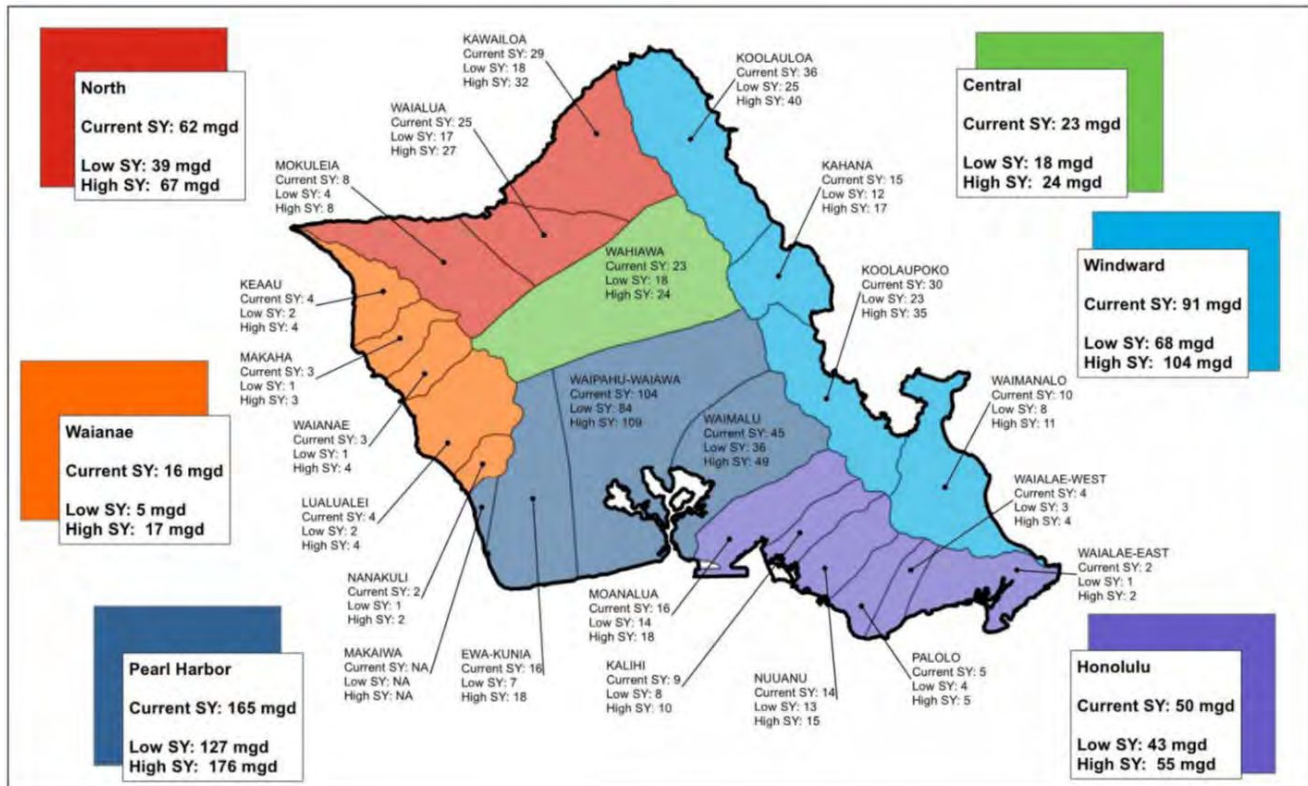 North
Current SY: 62 mgd
Low SY: 39 mgd
High SY: 67 mgd
KAWAILOA
Current SY: 29
Low SY: 18
High SY: 32
KOOLAULOA
Current SY: 36
Low SY: 25
High SY: 40
Central
Current SY: 23 mgd
Low SY: 18 mgd
High SY: 24 mgd
WAIALUA
Current SY: 25
Low SY: 17
High SY: 27
MOKULEIA
Current SY: 8
Low SY: 4
High SY: 8
KAHANA
Current SY: 15
Low SY: 12
High SY: 17
WAHIAWA
Current SY: 23
Low SY: 18
High SY: 24
KOOLAUPOKO
Current SY: 30
Low SY: 23
High SY: 35
Windward
Current SY: 91 mgd
Low SY: 68 mgd
High SY: 104 mgd
KEAAU
Current SY: 4
Low SY: 2
High SY: 4
MAKAHA
Current SY: 3
Low SY: 1
High SY: 3
WAIPAHU-WAIAWA
Current SY: 104
Low SY: 84
High SY: 109
WAIMALU
Current SY: 45
Low SY: 36
High SY: 49
WAIMANALO
Current SY: 10
Low SY: 8
High SY: 11
Waianae
Current SY: 16 mgd
Low SY: 5 mgd
High SY: 17 mgd
WAIANAE
Current SY: 3
Low SY: 1
High SY: 4
LUALUALEI
Current SY: 4
Low SY: 2
High SY: 4
WAIALAE-WEST
Current SY: 4
Low SY: 3
High SY: 4
WAIALAE-EAST
Current SY: 2
Low SY: 1
High SY: 2
NANAKULI
Current SY: 2
Low SY: 1
High SY: 2
MAKAIWA
Current SY: NA
Low SY: NA
High SY: NA
EWA-KUNIA
Current SY: 16
Low SY: 7
High SY: 18
MOANALUA
Current SY: 16
Low SY: 14
High SY: 18
KALIHI
Current SY: 9
Low SY: 8
High SY: 10
NUUANU
Current SY: 14
Low SY: 13
High SY: 15
PALOLO
Current SY: 5
Low SY: 4
High SY: 5
Pearl Harbor
Current SY: 165 mgd
Low SY: 127 mgd
High SY: 176 mgd
Honolulu
Current SY: 50 mgd
Low SY: 43 mgd
High SY: 55 mgd